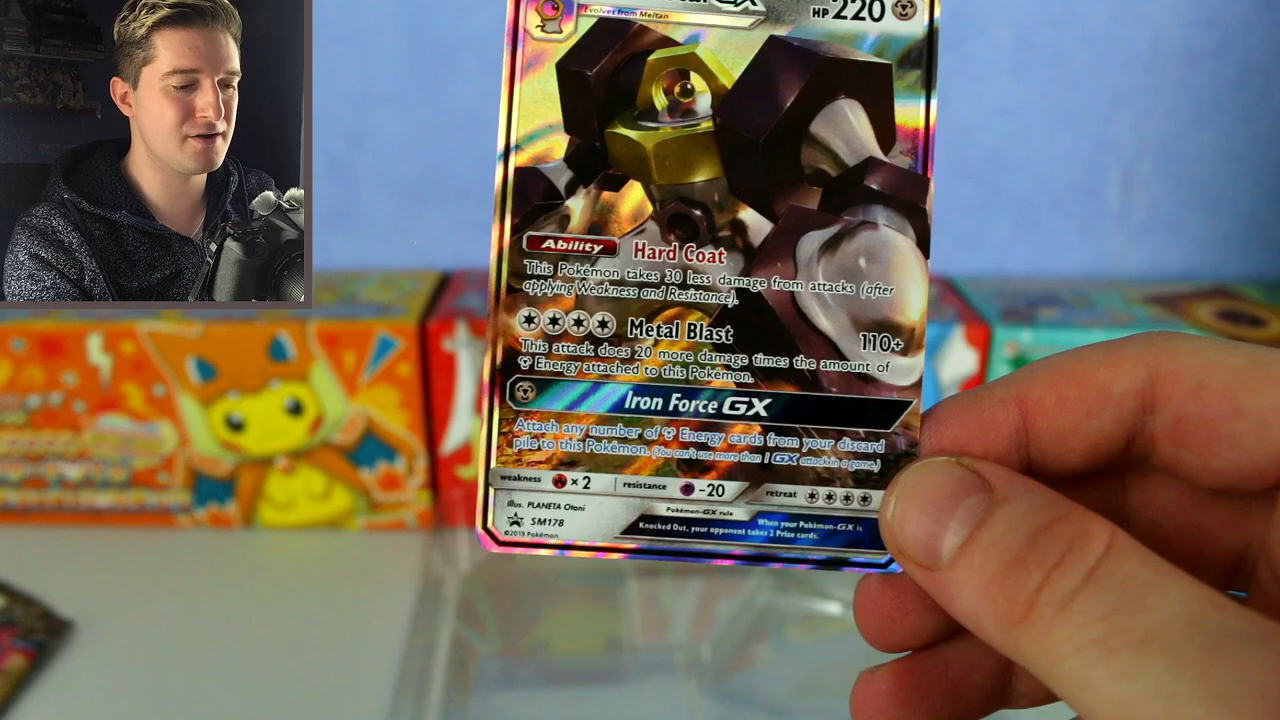 GX HP 220
Evolves from Meltan
Ability Hard Coat
This Pokémon takes 30 less damage from attacks (after
applying Weakness and Resistance).
Metal Blast 110+
This attack does 20 more damage times the amount of
Energy attached to this Pokémon.
Iron Force GX
Attach any number of Energy cards from your discard
pile to this Pokémon. (You can't use more than 1 GX attack in a game.)
weakness ×2 resistance -20 retreat
Illus. PLANETA Otani
SM178
©2019 Pokémon
Pokémon-GX rule
When your Pokémon-GX is
Knocked Out, your opponent takes 2 Prize cards.